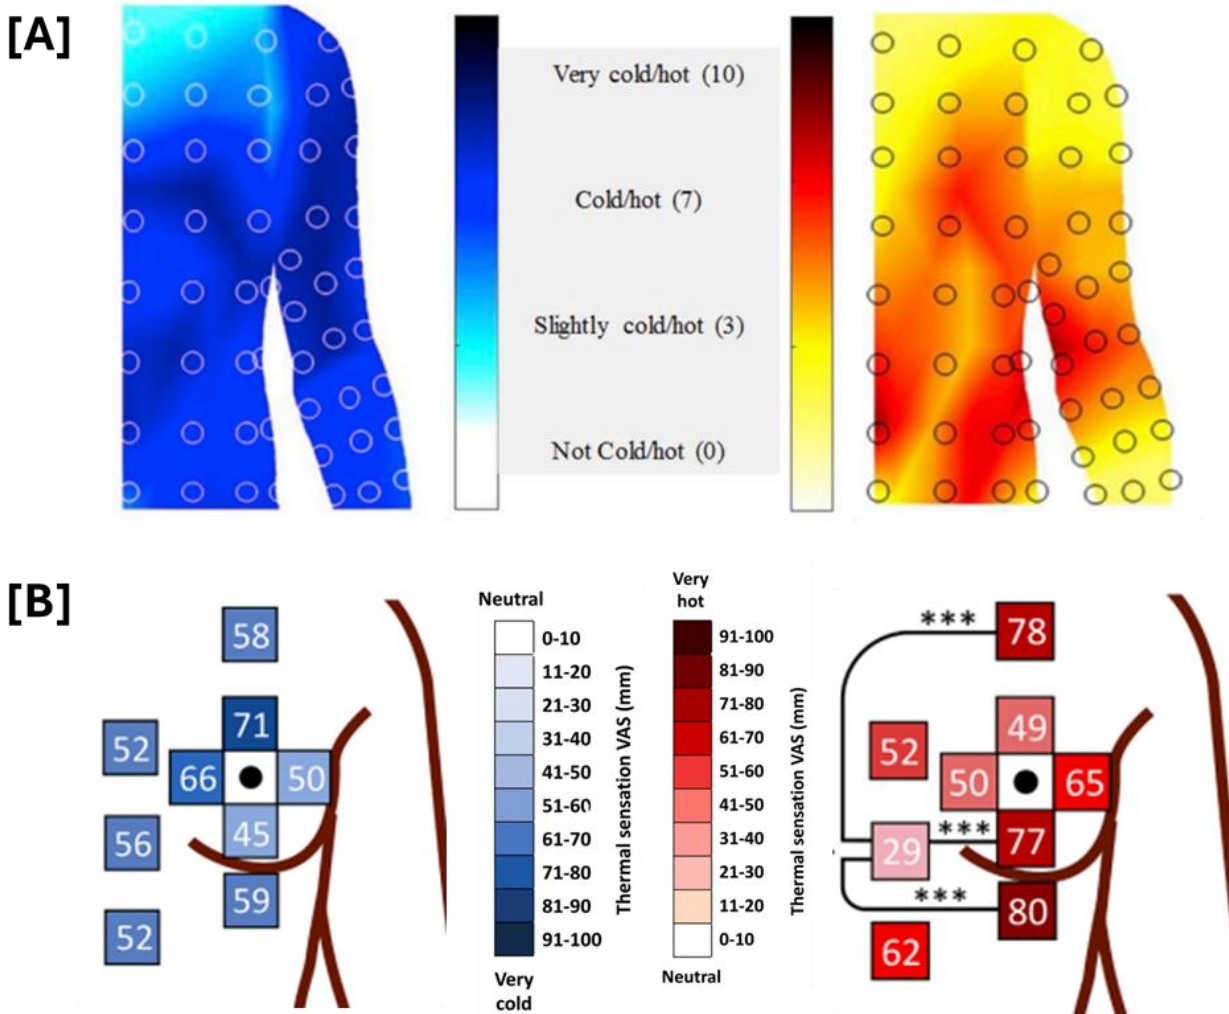 [A]
Very cold/hot (10)
Cold/hot (7)
Slightly cold/hot (3)
Not Cold/hot (0)
[B]
58
71
52
66
50
45
56
59
52
Neutral
0-10
11-20
21-30
31-40
41-50
51-60
61-70
71-80
81-90
91-100
Very
cold
Thermal sensation VAS (mm)
Very
hot
91-100
81-90
71-80
61-70
51-60
41-50
31-40
21-30
11-20
0-10
Neutral
Thermal sensation VAS (mm)
***
78
49
52
50
65
29
***
77
***
80
62